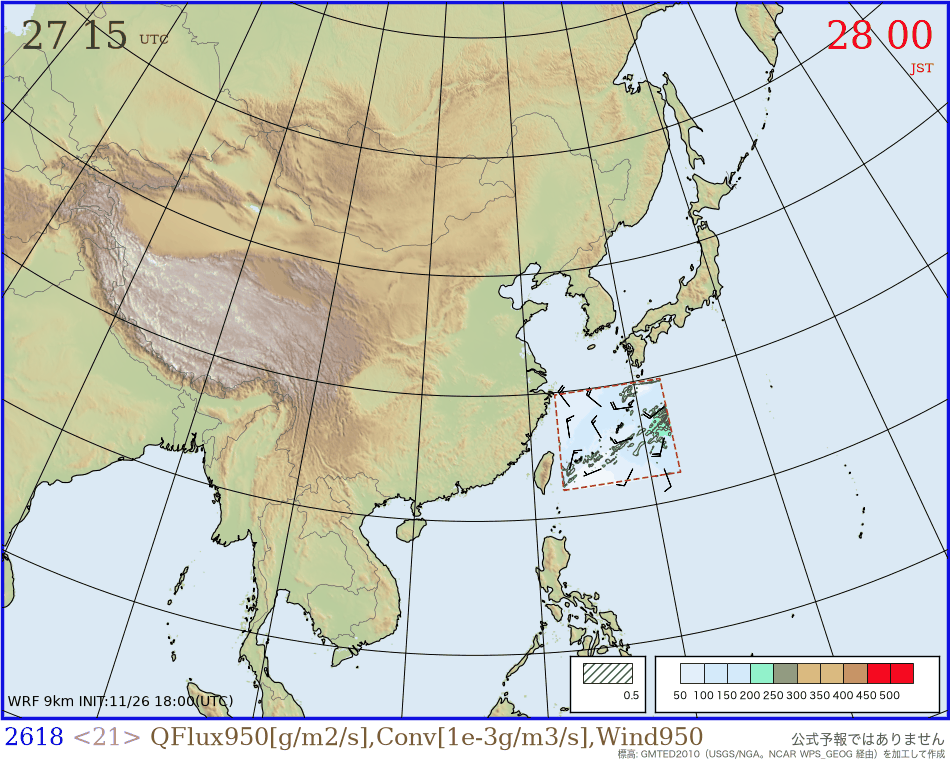 27 15 UTC
28 00
JST
0.5
50 100 150 200 250 300 350 400 450 500
WRF 9km INIT:11/26 18:00(UTC)
2618 <21> QFlux950[g/m2/s],Conv[1e-3g/m3/s],Wind950
公式予報ではありません
標高: GMTED2010（USGS/NGA。NCAR WPS_GEOG 経由）を加工して作成